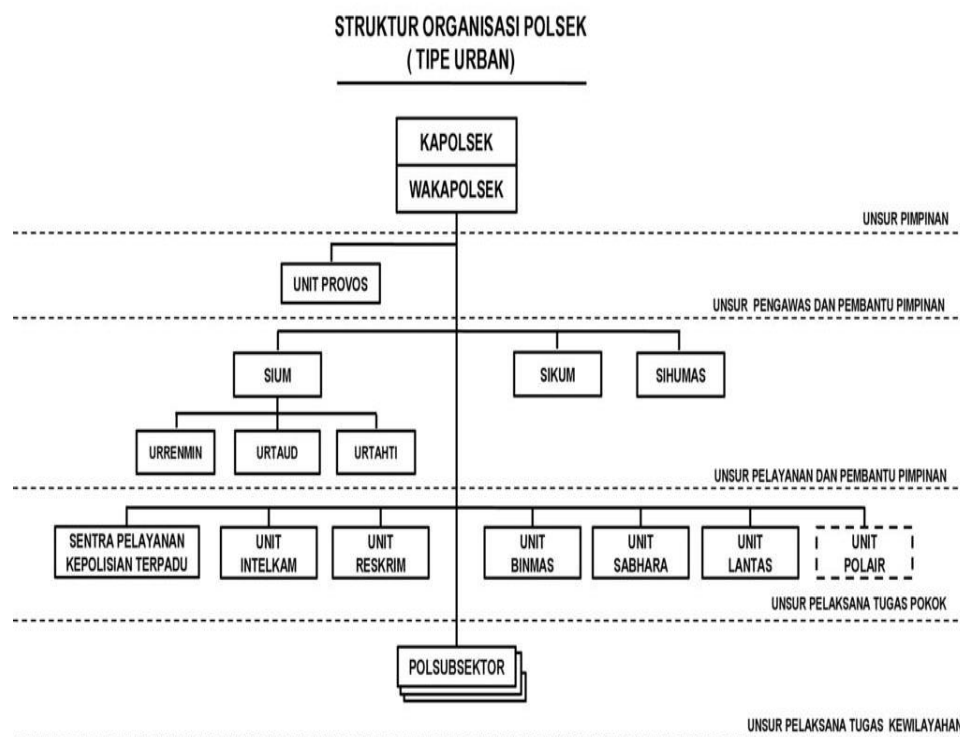 STRUKTUR ORGANISASI POLSEK
( TIPE URBAN)
KAPOLSEK
WAKAPOLSEK
UNSUR PIMPINAN
UNIT PROVOS
UNSUR PENGAWAS DAN PEMBANTU PIMPINAN
SIUM
SIKUM
SIHUMAS
URRENMIN
URTAUD
URTAHTI
UNSUR PELAYANAN DAN PEMBANTU PIMPINAN
SENTRA PELAYANAN
KEPOLISIAN TERPADU
UNIT
INTELKAM
UNIT
RESKRIM
UNIT
BINMAS
UNIT
SABHARA
UNIT
LANTAS
UNIT
POLAIR
UNSUR PELAKSANA TUGAS POKOK
POLSUBSEKTOR
UNSUR PELAKSANA TUGAS KEWILAYAHAN